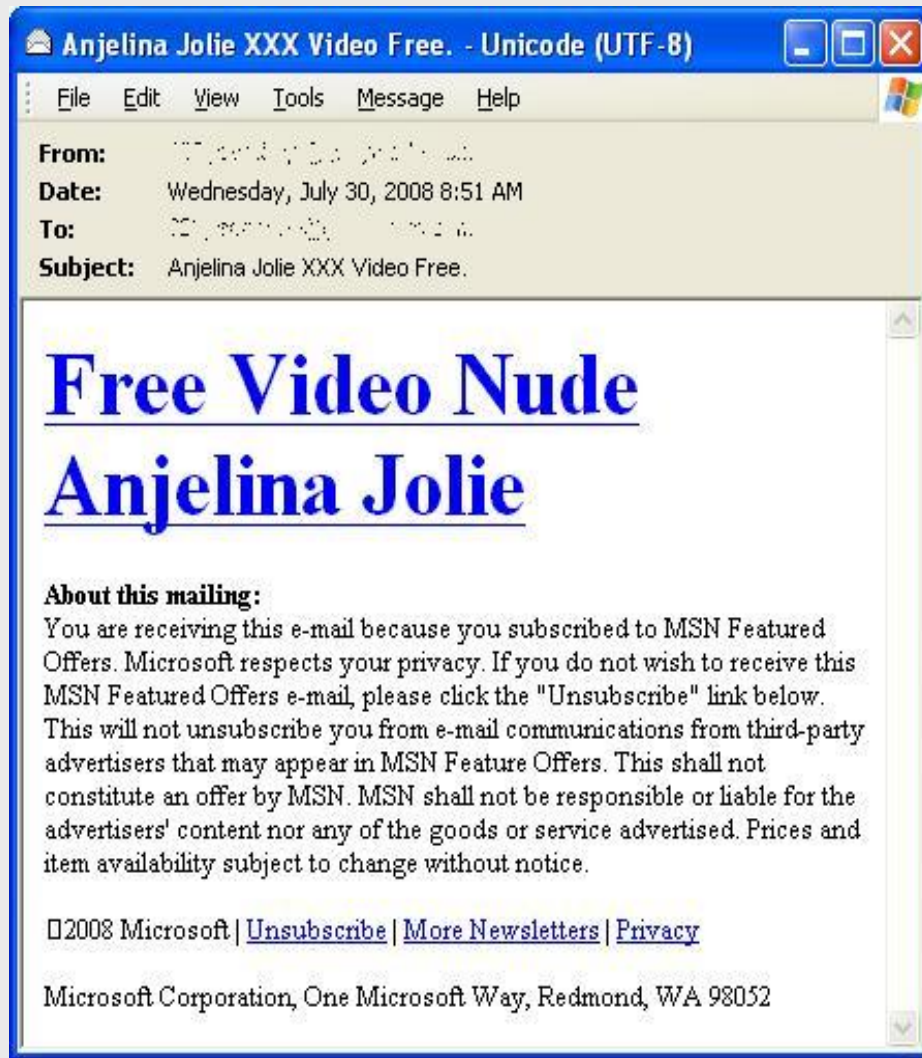 Anjelina Jolie XXX Video Free. - Unicode (UTF-8)
File Edit View Tools Message Help
From:
Date: Wednesday, July 30, 2008 8:51 AM
To:
Subject: Anjelina Jolie XXX Video Free.
Free Video Nude
Anjelina Jolie
About this mailing:
You are receiving this e-mail because you subscribed to MSN Featured
Offers. Microsoft respects your privacy. If you do not wish to receive this
MSN Featured Offers e-mail, please click the "Unsubscribe" link below.
This will not unsubscribe you from e-mail communications from third-party
advertisers that may appear in MSN Feature Offers. This shall not
constitute an offer by MSN. MSN shall not be responsible or liable for the
advertisers' content nor any of the goods or service advertised. Prices and
item availability subject to change without notice.
▯2008 Microsoft | Unsubscribe | More Newsletters | Privacy
Microsoft Corporation, One Microsoft Way, Redmond, WA 98052